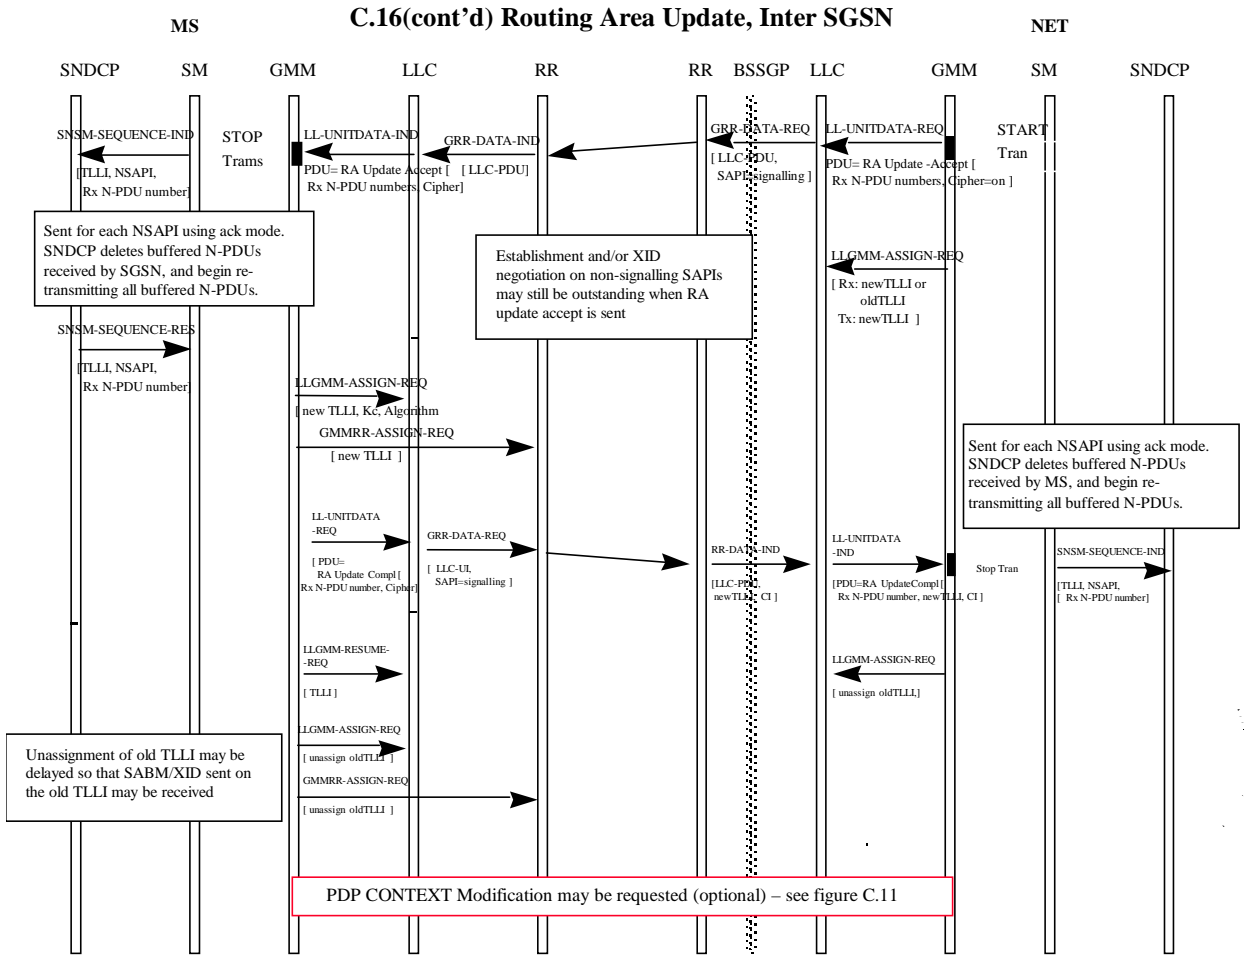 C.16(cont’d) Routing Area Update, Inter SGSN
MS
NET
SNDCP SM GMM LLC RR RR BSSGP LLC GMM SM SNDCP
SNSM-SEQUENCE-IND
[TLLI, NSAPI,
Rx N-PDU number]
STOP
Trams
LL-UNITDATA-IND
PDU= RA Update Accept [
Rx N-PDU numbers, Cipher]
GRR-DATA-IND
[ LLC-PDU]
GRR-DATA-REQ
[ LLC-PDU,
SAPI=signalling ]
LL-UNITDATA-REQ
PDU= RA Update -Accept [
Rx N-PDU numbers, Cipher=on ]
START
Tran
Sent for each NSAPI using ack mode.
SNDCP deletes buffered N-PDUs
received by SGSN, and begin re-
transmitting all buffered N-PDUs.
Establishment and/or XID
negotiation on non-signalling SAPIs
may still be outstanding when RA
update accept is sent
LLGMM-ASSIGN-REQ
[ Rx: newTLLI or
oldTLLI
Tx: newTLLI ]
SNSM-SEQUENCE-RES
[TLLI, NSAPI,
Rx N-PDU number]
LLGMM-ASSIGN-REQ
[ new TLLI, Kc, Algorithm
GMMRR-ASSIGN-REQ
[ new TLLI ]
Sent for each NSAPI using ack mode.
SNDCP deletes buffered N-PDUs
received by MS, and begin re-
transmitting all buffered N-PDUs.
LL-UNITDATA
-REQ
[ PDU=
RA Update Compl [
Rx N-PDU number, Cipher]
GRR-DATA-REQ
[ LLC-UI,
SAPI=signalling ]
RR-DATA-IND
[LLC-PDU,
newTLLI, CI ]
LL-UNITDATA
-IND
[PDU=RA UpdateCompl[
Rx N-PDU number, newTLLI, CI ]
Stop Tran
SNSM-SEQUENCE-IND
[TLLI, NSAPI,
[ Rx N-PDU number]
LLGMM-RESUME-
-REQ
[ TLLI ]
LLGMM-ASSIGN-REQ
[ unassign oldTLLI,]
LLGMM-ASSIGN-REQ
[ unassign oldTLLI ]
GMMRR-ASSIGN-REQ
[ unassign oldTLLI ]
Unassignment of old TLLI may be
delayed so that SABM/XID sent on
the old TLLI may be received
PDP CONTEXT Modification may be requested (optional) – see figure C.11